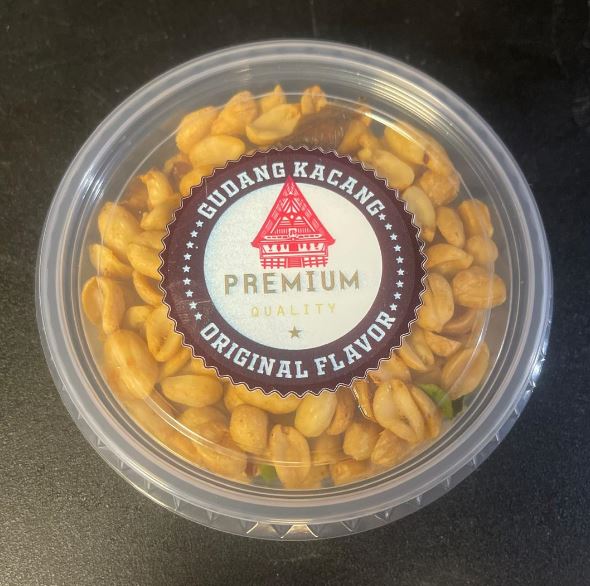 GUDANG KACANG
PREMIUM
QUALITY
ORIGINAL FLAVOR